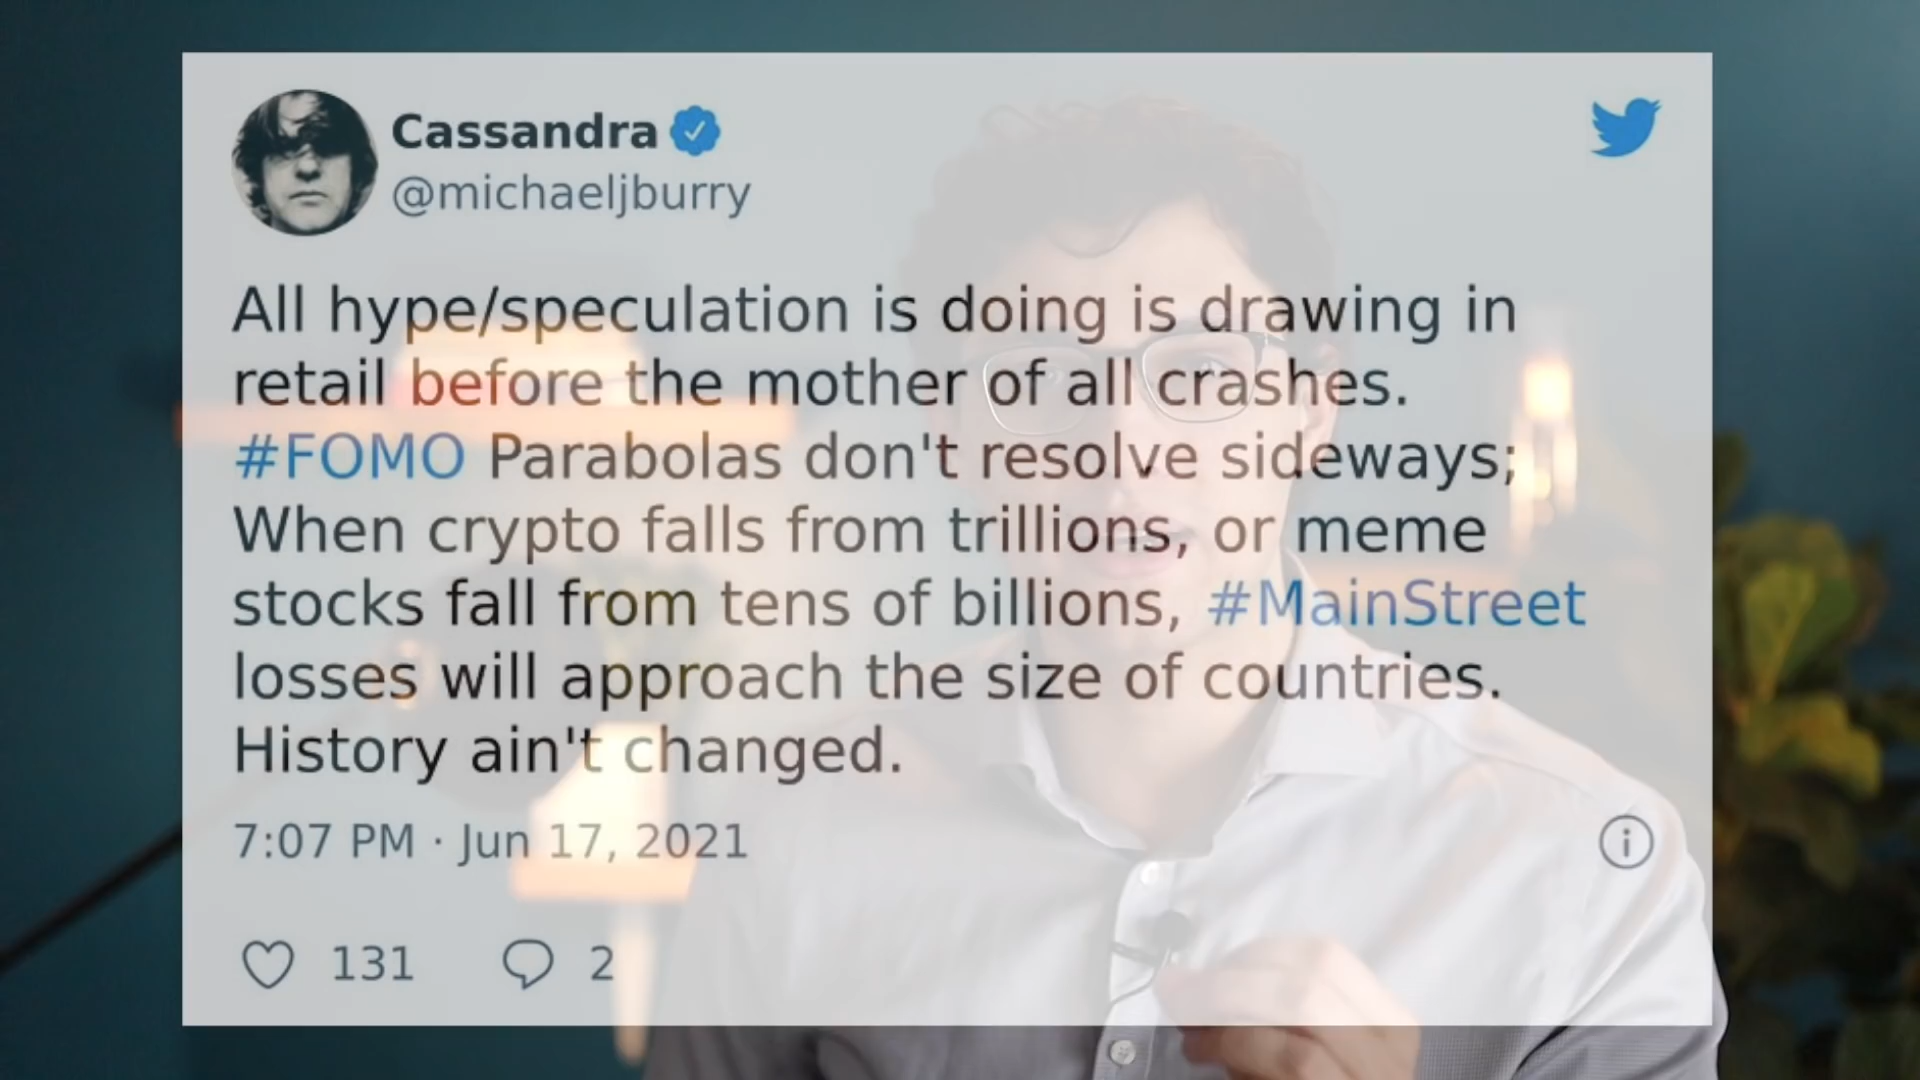 Cassandra
@michaeljburry
All hype/speculation is doing is drawing in
retail before the mother of all crashes.
#FOMO Parabolas don't resolve sideways;
When crypto falls from trillions, or meme
stocks fall from tens of billions, #MainStreet
losses will approach the size of countries.
History ain't changed.
7:07 PM · Jun 17, 2021
131 2